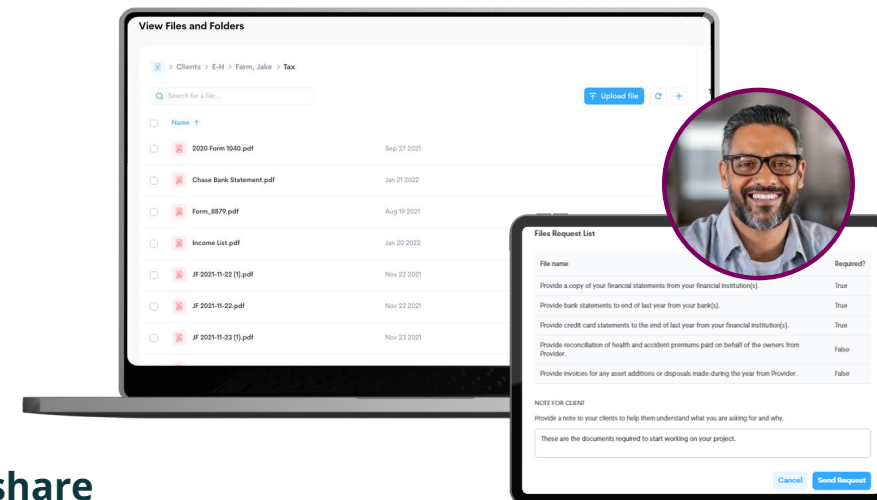 View Files and Folders
> Clients > E-H > Farm, Jake > Tax
Search for a file...
Upload file
Name ↑
2020 Form 1040.pdf Sep 27 2021
Chase Bank Statement.pdf Jan 21 2022
Form_8879.pdf Aug 19 2021
Income List.pdf Jan 20 2022
JF 2021-11-22 (1).pdf Nov 22 2021
JF 2021-11-22.pdf Nov 22 2021
JF 2021-11-23 (1).pdf Nov 23 2021
Files Request List
File name Required?
Provide a copy of your financial statements from your financial institution(s). True
Provide bank statements to end of last year from your bank(s). True
Provide credit card statements to the end of last year from your financial institution(s). True
Provide reconciliation of health and accident premiums paid on behalf of the owners from
Provider. False
Provide invoices for any asset additions or disposals made during the year from Provider. False
NOTE FOR CLIENT
Provide a note to your clients to help them understand what you are asking for and why.
These are the documents required to start working on your project.
Cancel Send Request
share